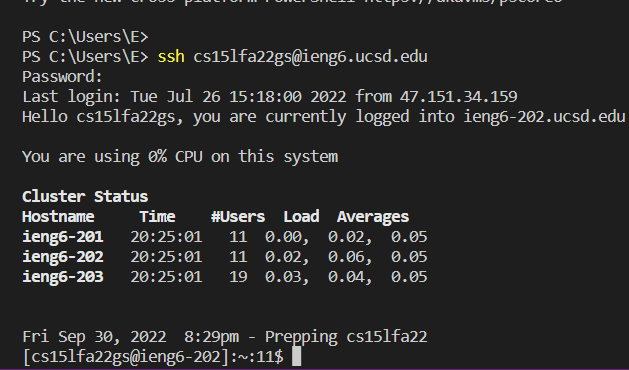 Try the new cross-platform PowerShell https://aka.ms/pscore6
PS C:\Users\E>
PS C:\Users\E> ssh cs15lfa22gs@ieng6.ucsd.edu
Password:
Last login: Tue Jul 26 15:18:00 2022 from 47.151.34.159
Hello cs15lfa22gs, you are currently logged into ieng6-202.ucsd.edu
You are using 0% CPU on this system
Cluster Status
Hostname     Time    #Users  Load  Averages
ieng6-201   20:25:01   11  0.00,  0.02,  0.05
ieng6-202   20:25:01   11  0.02,  0.06,  0.05
ieng6-203   20:25:01   19  0.03,  0.04,  0.05
Fri Sep 30, 2022  8:29pm - Prepping cs15lfa22
[cs15lfa22gs@ieng6-202]:~:11$